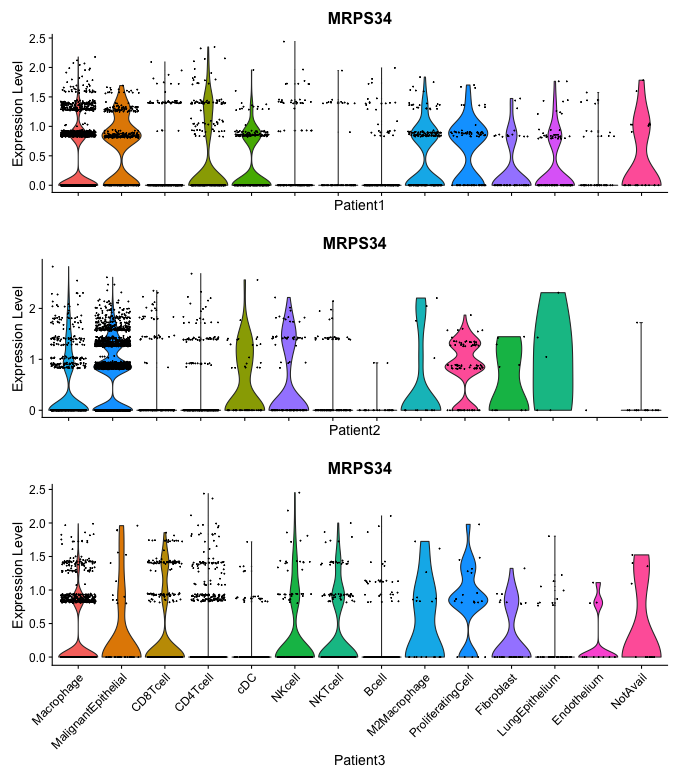 MRPS34
Expression Level
2.5
2.0
1.5
1.0
0.5
0.0
Patient1
MRPS34
Expression Level
2
1
0
Patient2
MRPS34
Expression Level
2.5
2.0
1.5
1.0
0.5
0.0
Macrophage
MalignantEpithelial
CD8Tcell
CD4Tcell
cDC
NKcell
NKTcell
Bcell
M2Macrophage
ProliferatingCell
Fibroblast
LungEpithelium
Endothelium
NotAvail
Patient3